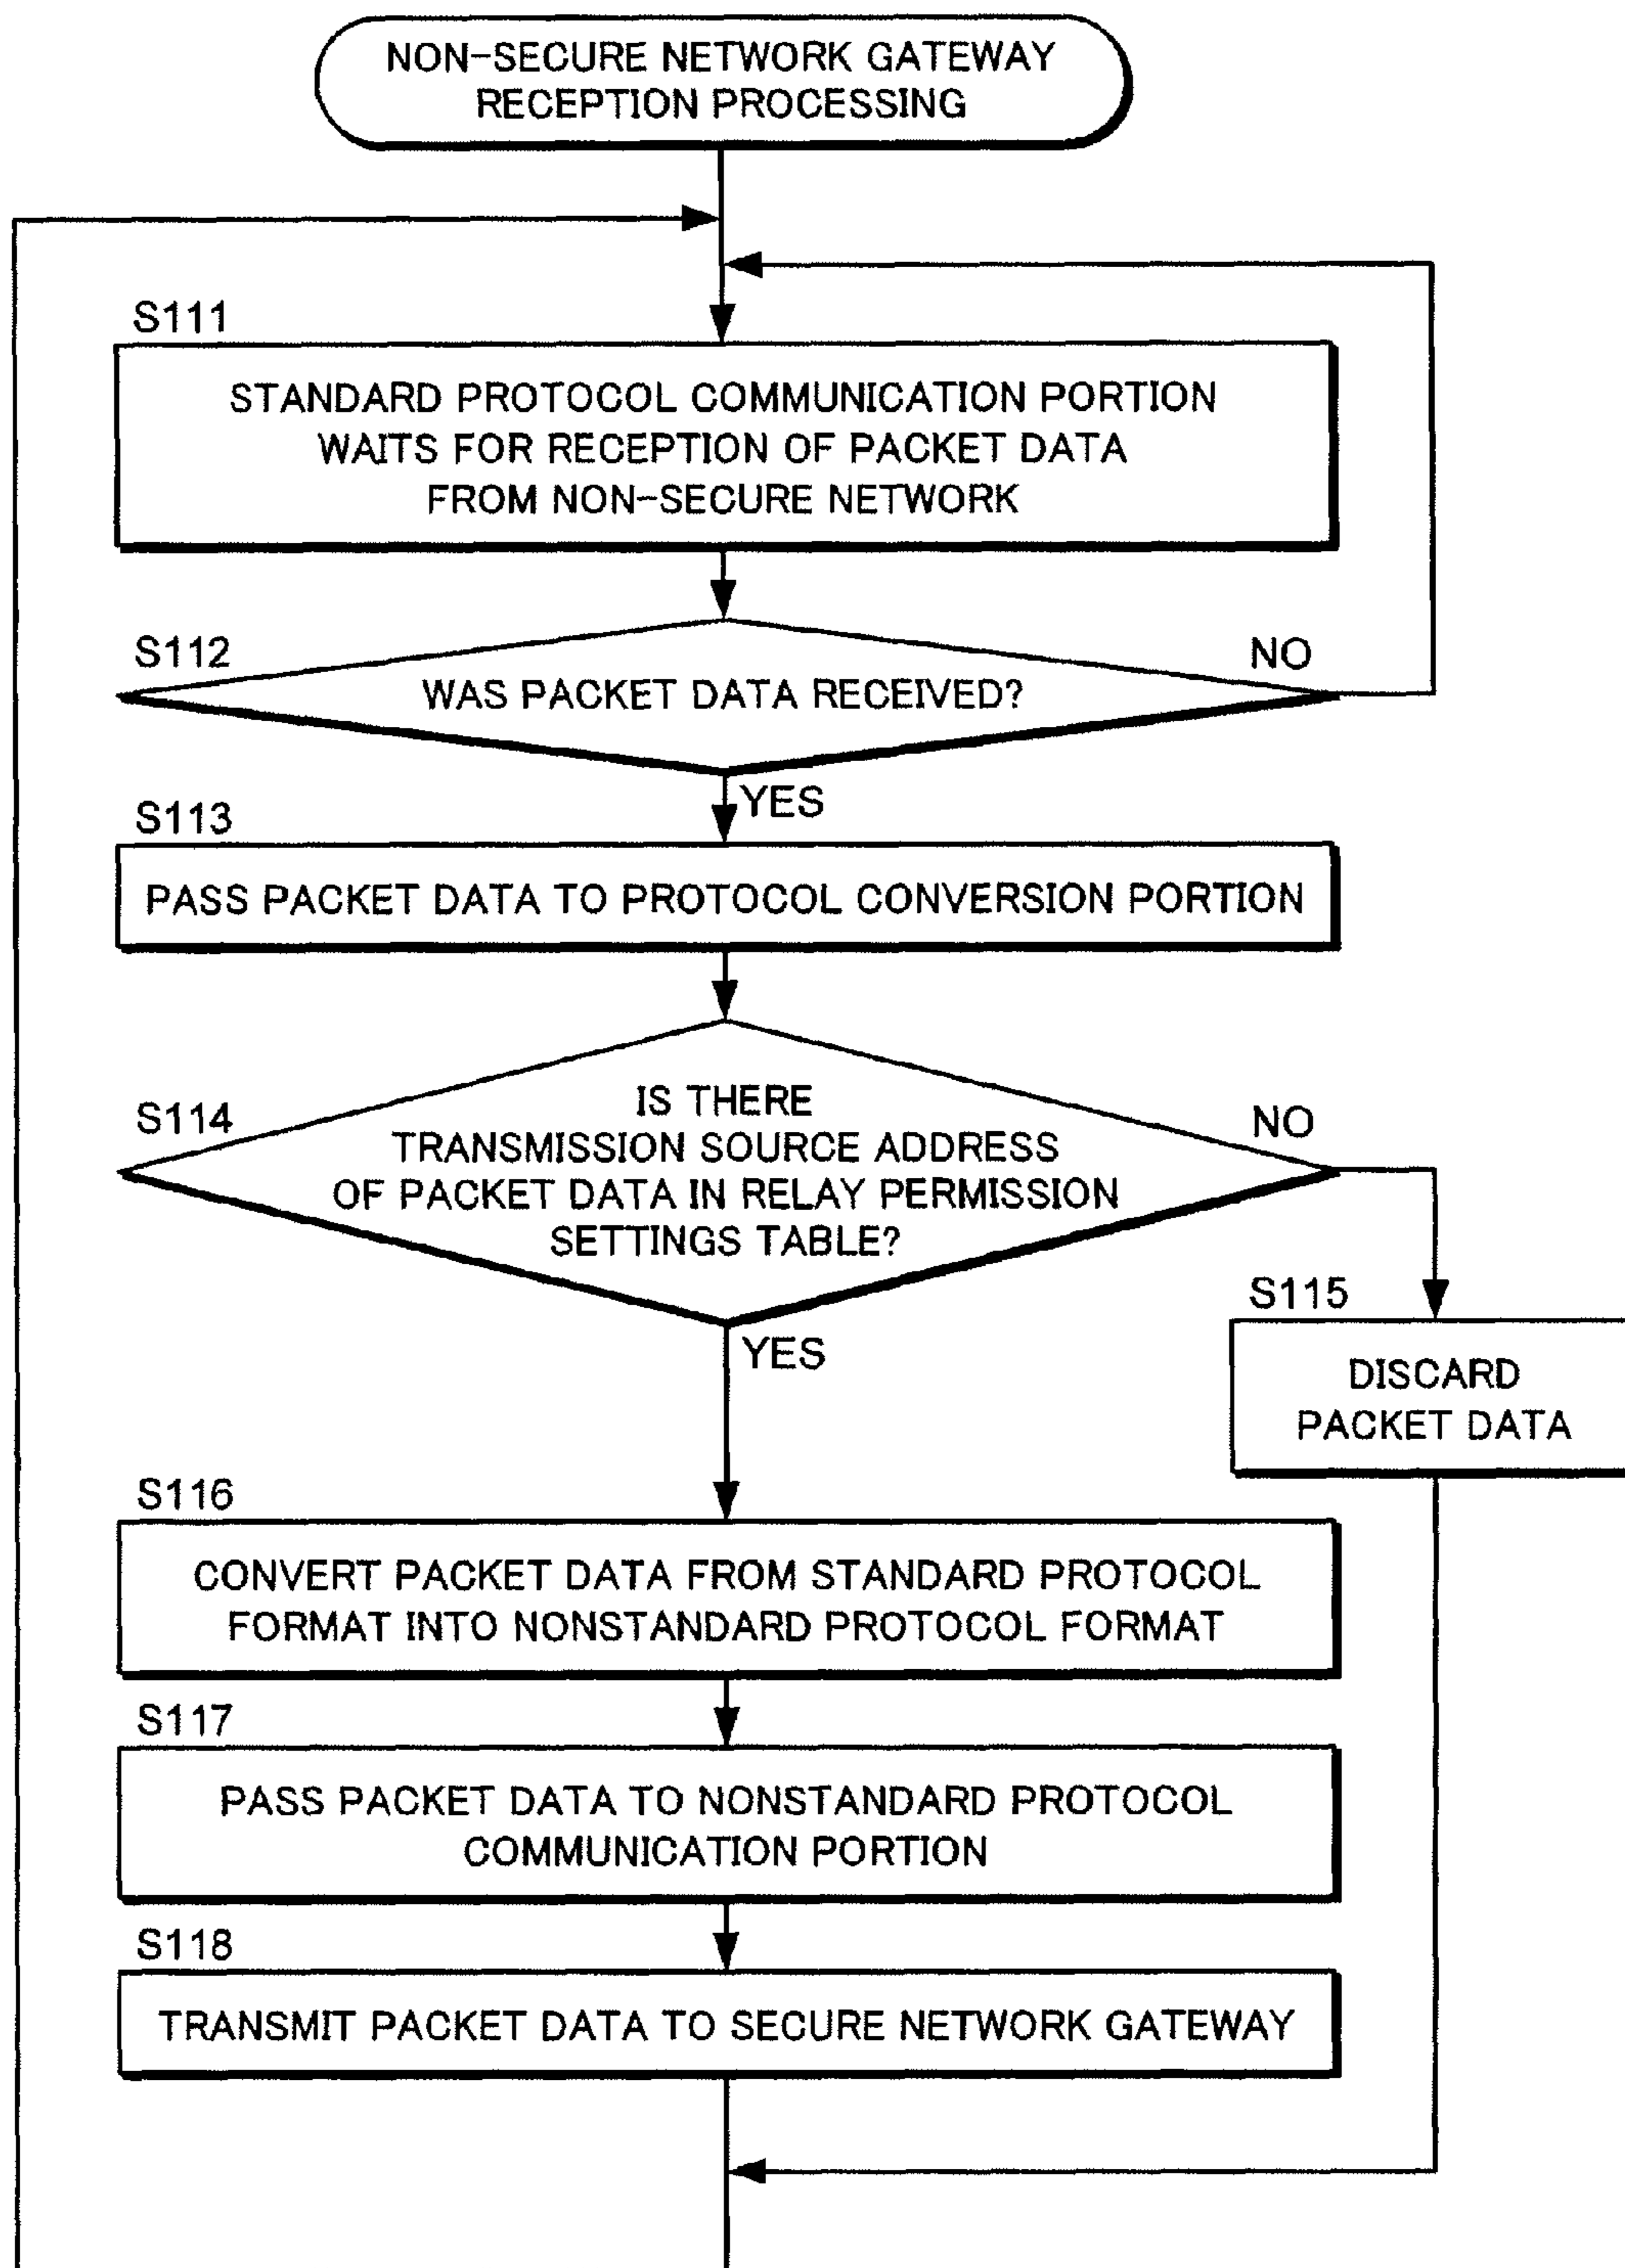 NON-SECURE NETWORK GATEWAY
RECEPTION PROCESSING
S111
STANDARD PROTOCOL COMMUNICATION PORTION
WAITS FOR RECEPTION OF PACKET DATA
FROM NON-SECURE NETWORK
S112
NO
WAS PACKET DATA RECEIVED?
YES
S113
PASS PACKET DATA TO PROTOCOL CONVERSION PORTION
S114
NO
IS THERE
TRANSMISSION SOURCE ADDRESS
OF PACKET DATA IN RELAY PERMISSION
SETTINGS TABLE?
YES
S115
DISCARD
PACKET DATA
S116
CONVERT PACKET DATA FROM STANDARD PROTOCOL
FORMAT INTO NONSTANDARD PROTOCOL FORMAT
S117
PASS PACKET DATA TO NONSTANDARD PROTOCOL
COMMUNICATION PORTION
S118
TRANSMIT PACKET DATA TO SECURE NETWORK GATEWAY